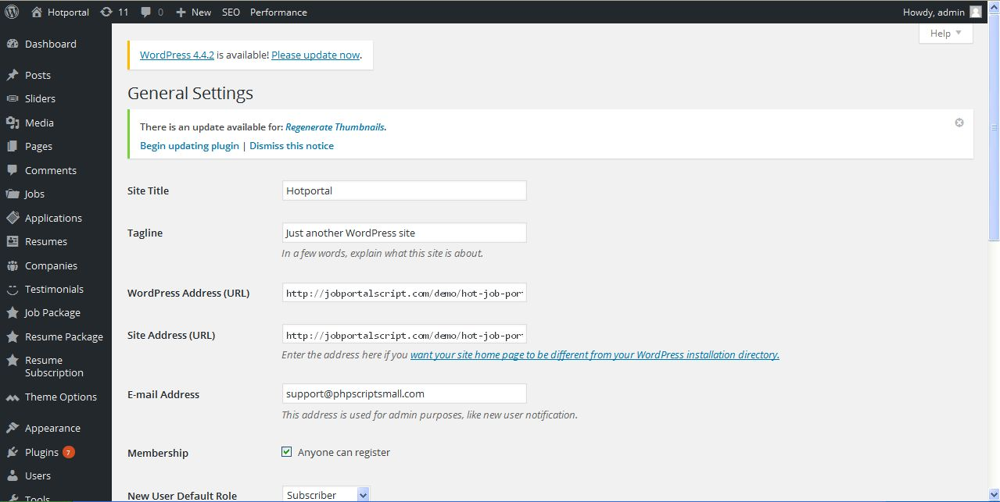 Hotportal 11 0 New SEO Performance Howdy, admin
Help
Dashboard
Posts
Sliders
Media
Pages
Comments
Jobs
Applications
Resumes
Companies
Testimonials
Job Package
Resume Package
Resume
Subscription
Theme Options
Appearance
Plugins 7
Users
Tools
WordPress 4.4.2 is available! Please update now.
General Settings
There is an update available for: Regenerate Thumbnails.
Begin updating plugin | Dismiss this notice
Site Title Hotportal
Tagline Just another WordPress site
In a few words, explain what this site is about.
WordPress Address (URL) http://jobportalscript.com/demo/hot-job-por
Site Address (URL) http://jobportalscript.com/demo/hot-job-por
Enter the address here if you want your site home page to be different from your WordPress installation directory.
E-mail Address support@phpscriptsmall.com
This address is used for admin purposes, like new user notification.
Membership Anyone can register
New User Default Role Subscriber